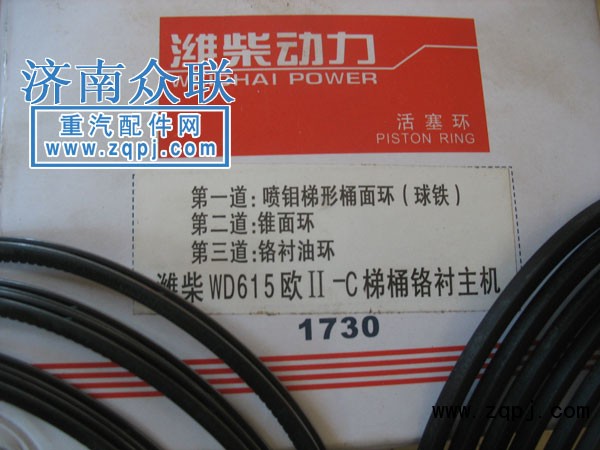 潍柴动力
WEICHAI POWER
济南众联
重汽配件网
www.zqpj.com
活塞环
PISTON RING
第一道:喷钼梯形桶面环(球铁)
第二道:锥面环
第三道:铬衬油环
潍柴WD615欧II-C梯桶铬衬主机
1730
www.zqpj.com